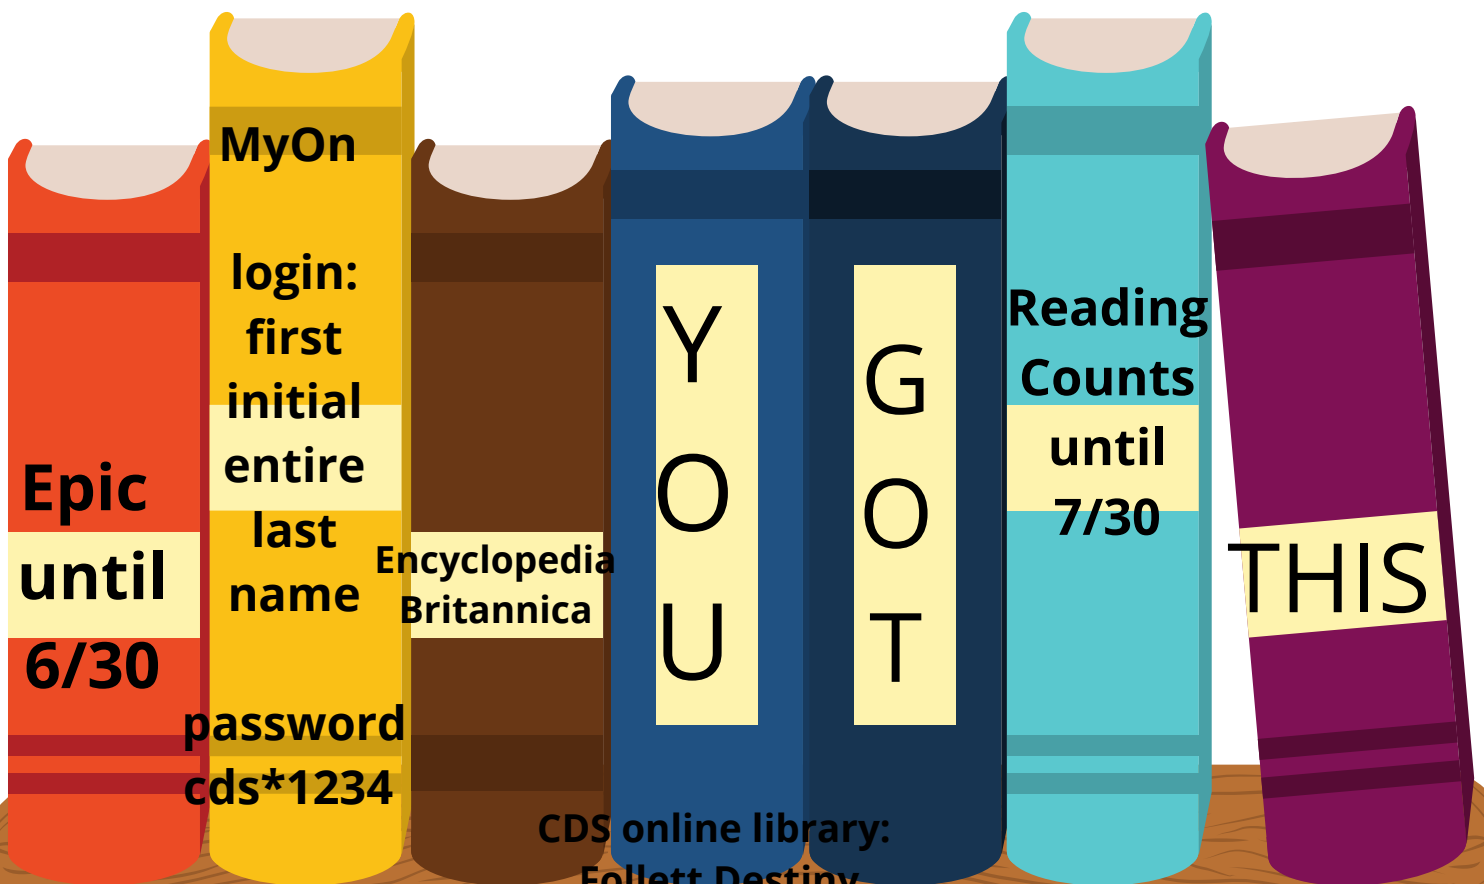 Epic
until
6/30
MyOn
login:
first
initial
entire
last
name
password
cds*1234
Encyclopedia
Britannica
Y
O
U
G
O
T
Reading
Counts
until
7/30
THIS
CDS online library:
Follett Destiny